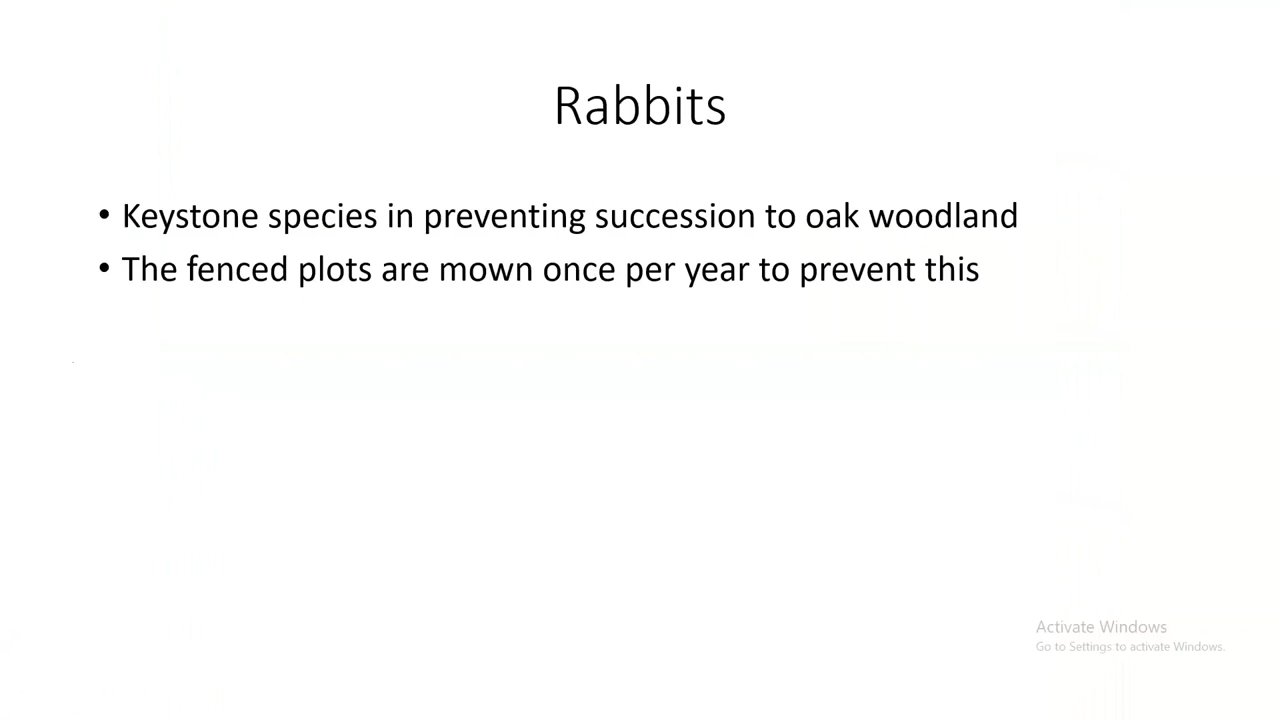 Rabbits
• Keystone species in preventing succession to oak woodland
• The fenced plots are mown once per year to prevent this
Activate Windows
Go to Settings to activate Windows.